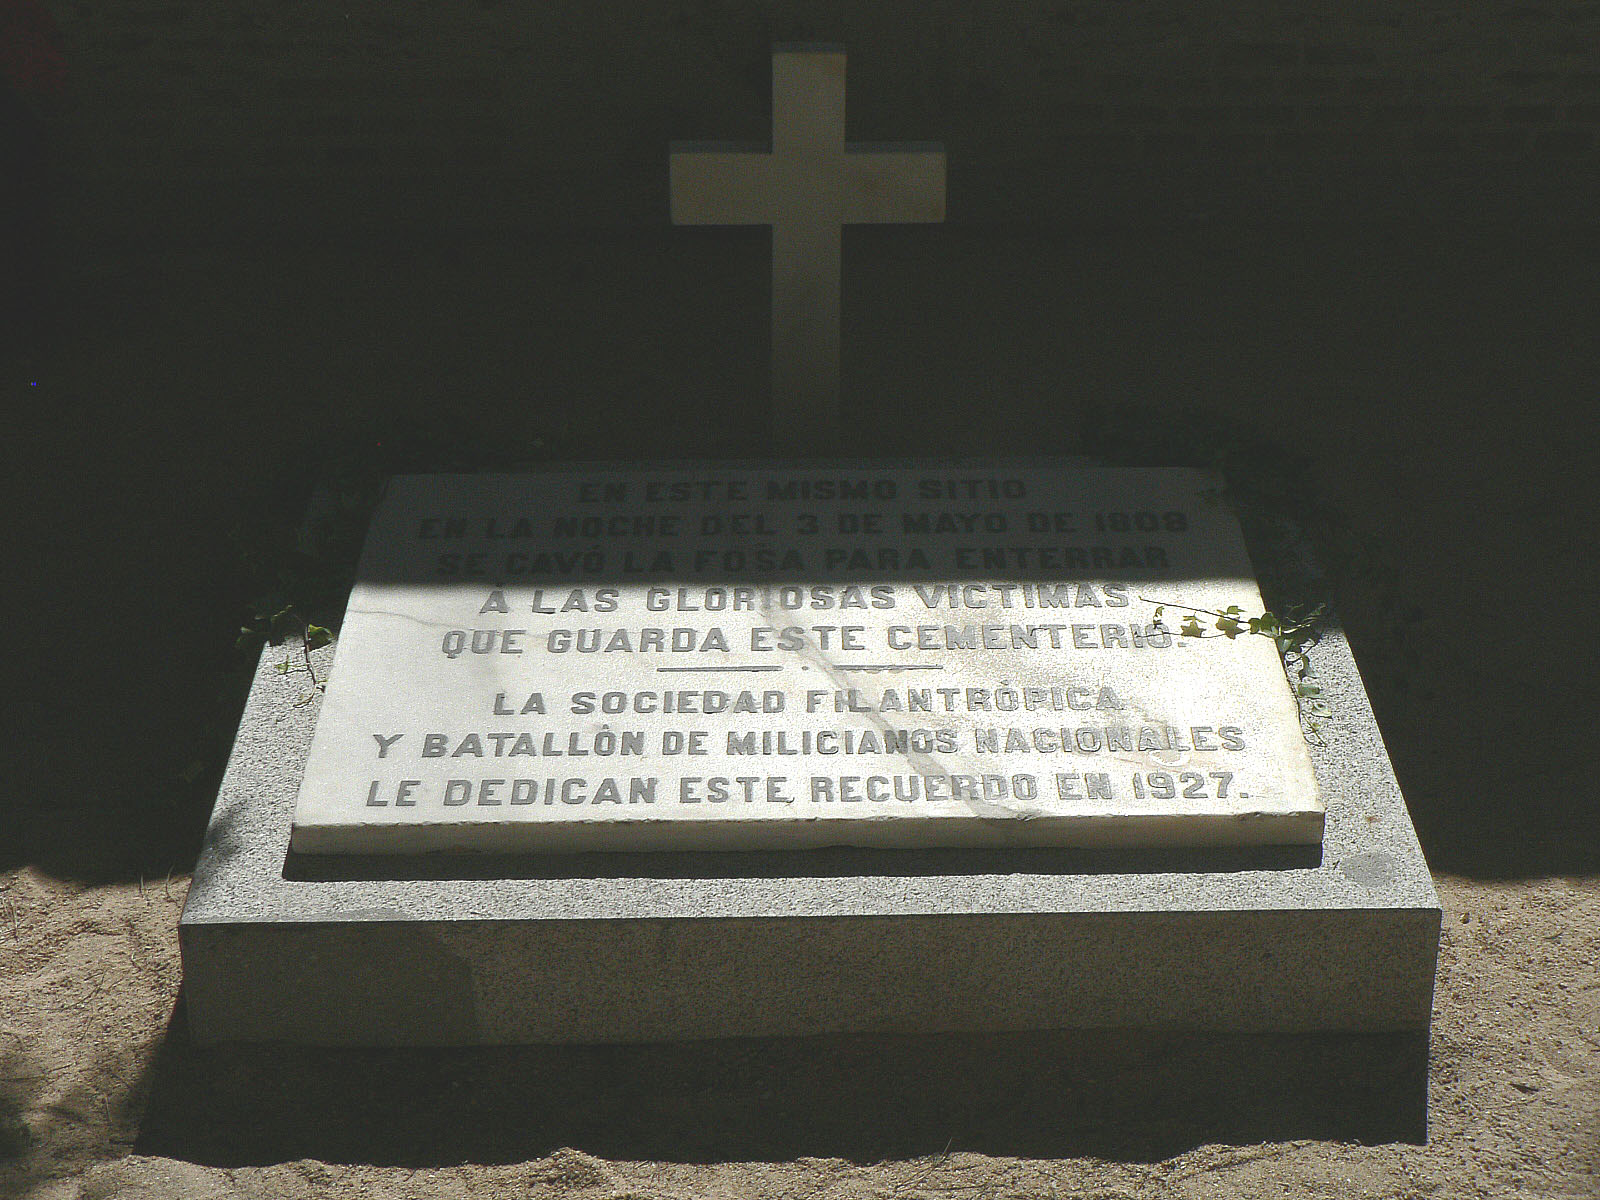 EN ESTE MISMO SITIO
EN LA NOCHE DEL 3 DE MAYO DE 1808
SE CAVÓ LA FOSA PARA ENTERRAR
Á LAS GLORIOSAS VICTIMAS
QUE GUARDA ESTE CEMENTERIO.
LA SOCIEDAD FILANTRÓPICA
Y BATALLÓN DE MILICIANOS NACIONALES
LE DEDICAN ESTE RECUERDO EN 1927.